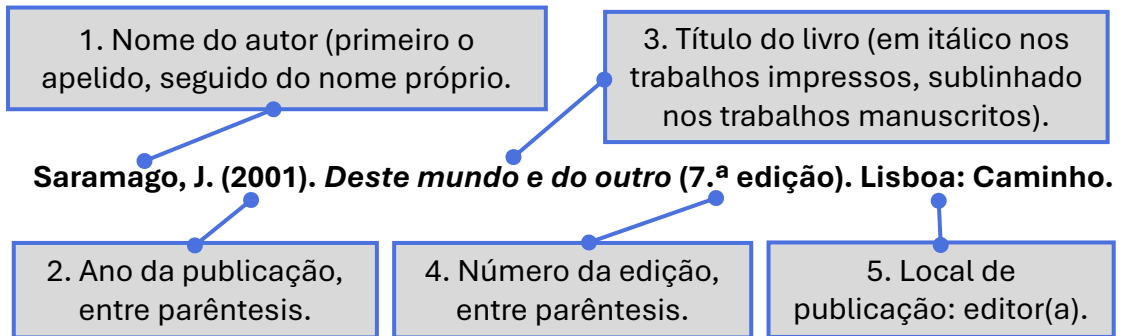 1. Nome do autor (primeiro o
apelido, seguido do nome próprio.
3. Título do livro (em itálico nos
trabalhos impressos, sublinhado
nos trabalhos manuscritos).
Saramago, J. (2001). Deste mundo e do outro (7.ª edição). Lisboa: Caminho.
2. Ano da publicação,
entre parêntesis.
4. Número da edição,
entre parêntesis.
5. Local de
publicação: editor(a).